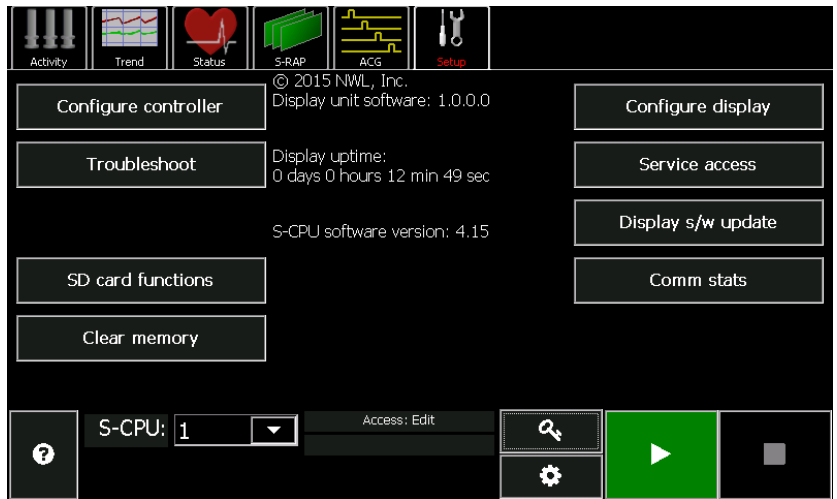 Activity
Trend
Status
S-RAP
ACG
Setup
© 2015 NWL, Inc.
Configure controller
Display unit software: 1.0.0.0
Configure display
Troubleshoot
Display uptime:
0 days 0 hours 12 min 49 sec
Service access
S-CPU software version: 4.15
Display s/w update
SD card functions
Comm stats
Clear memory
S-CPU: 1
Access: Edit
?